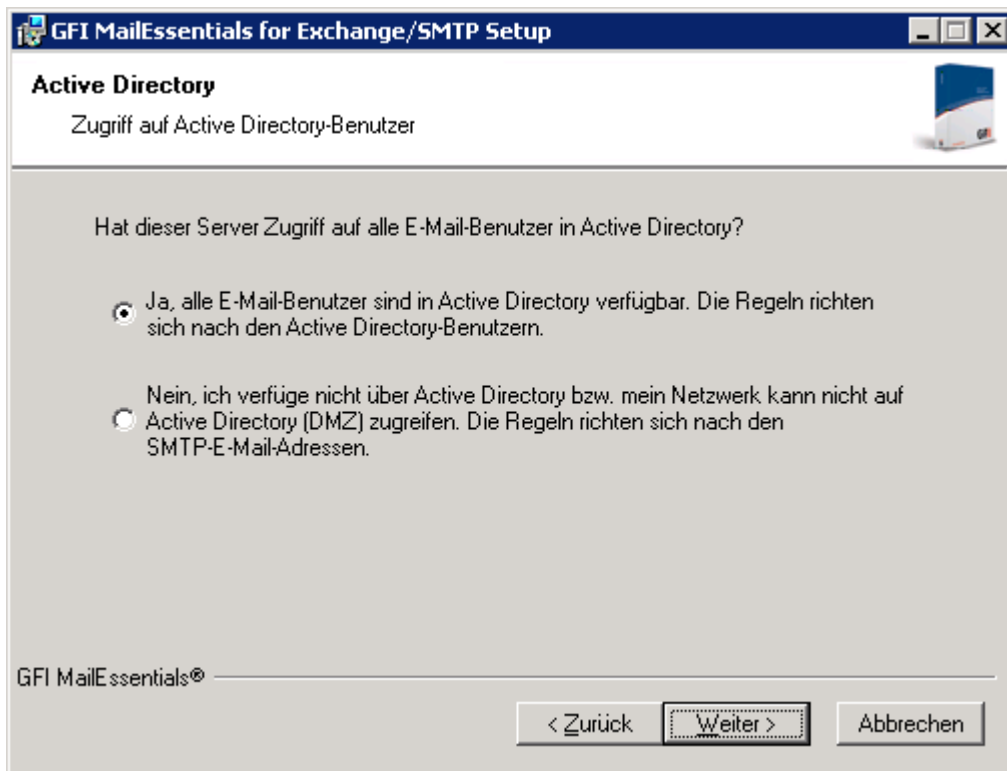 GFI MailEssentials for Exchange/SMTP Setup
Active Directory
Zugriff auf Active Directory-Benutzer
GFI
Hat dieser Server Zugriff auf alle E-Mail-Benutzer in Active Directory?
Ja, alle E-Mail-Benutzer sind in Active Directory verfügbar. Die Regeln richten
sich nach den Active Directory-Benutzern.
Nein, ich verfüge nicht über Active Directory bzw. mein Netzwerk kann nicht auf
Active Directory (DMZ) zugreifen. Die Regeln richten sich nach den
SMTP-E-Mail-Adressen.
GFI MailEssentials®
< Zurück Weiter > Abbrechen